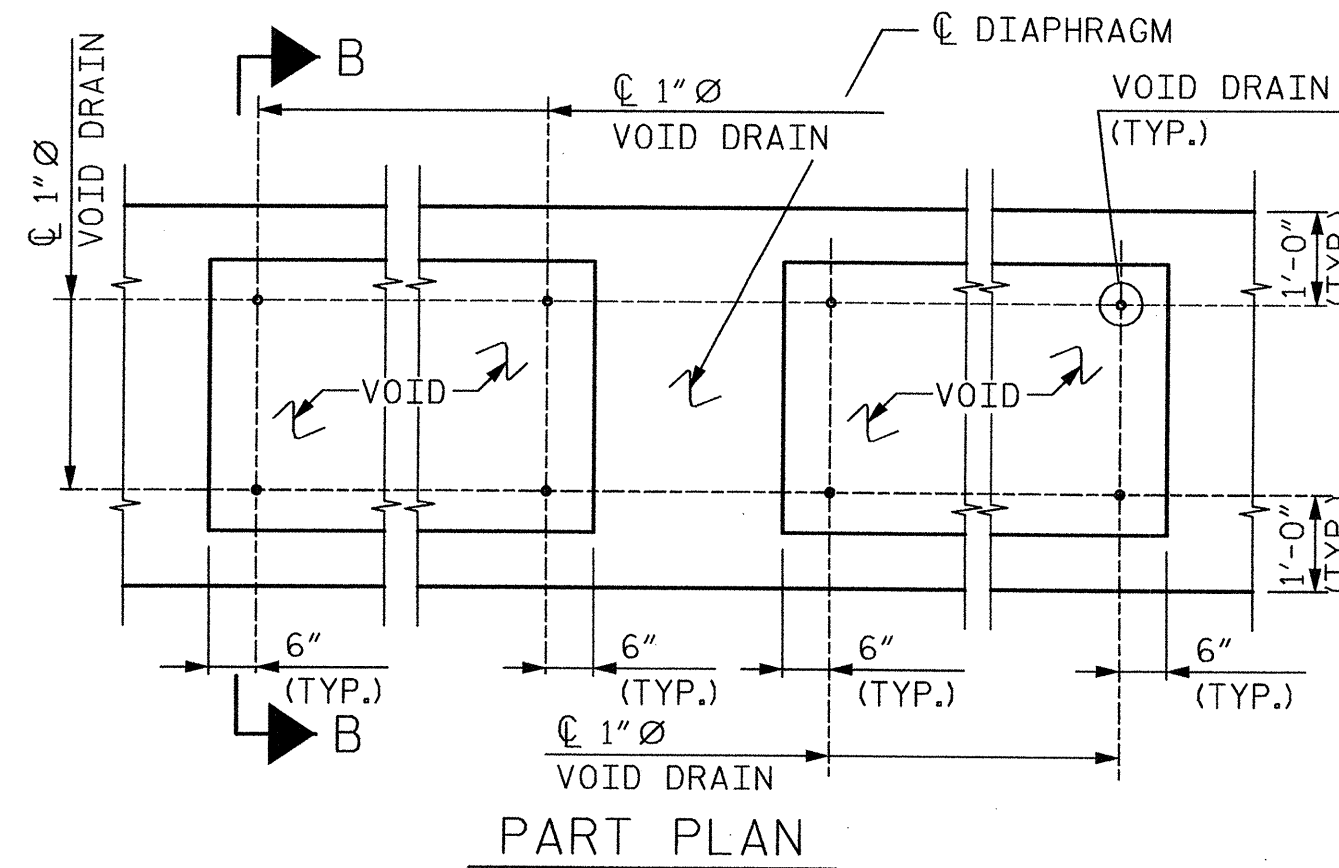 ℄ DIAPHRAGM
B
℄ 1" Ø
VOID DRAIN
VOID DRAIN
(TYP.)
℄ 1" Ø
VOID DRAIN
1'-0"
(TYP.)
VOID
VOID
1'-0"
(TYP.)
6"
(TYP.)
6"
(TYP.)
6"
(TYP.)
6"
(TYP.)
B
℄ 1" Ø
VOID DRAIN
PART PLAN